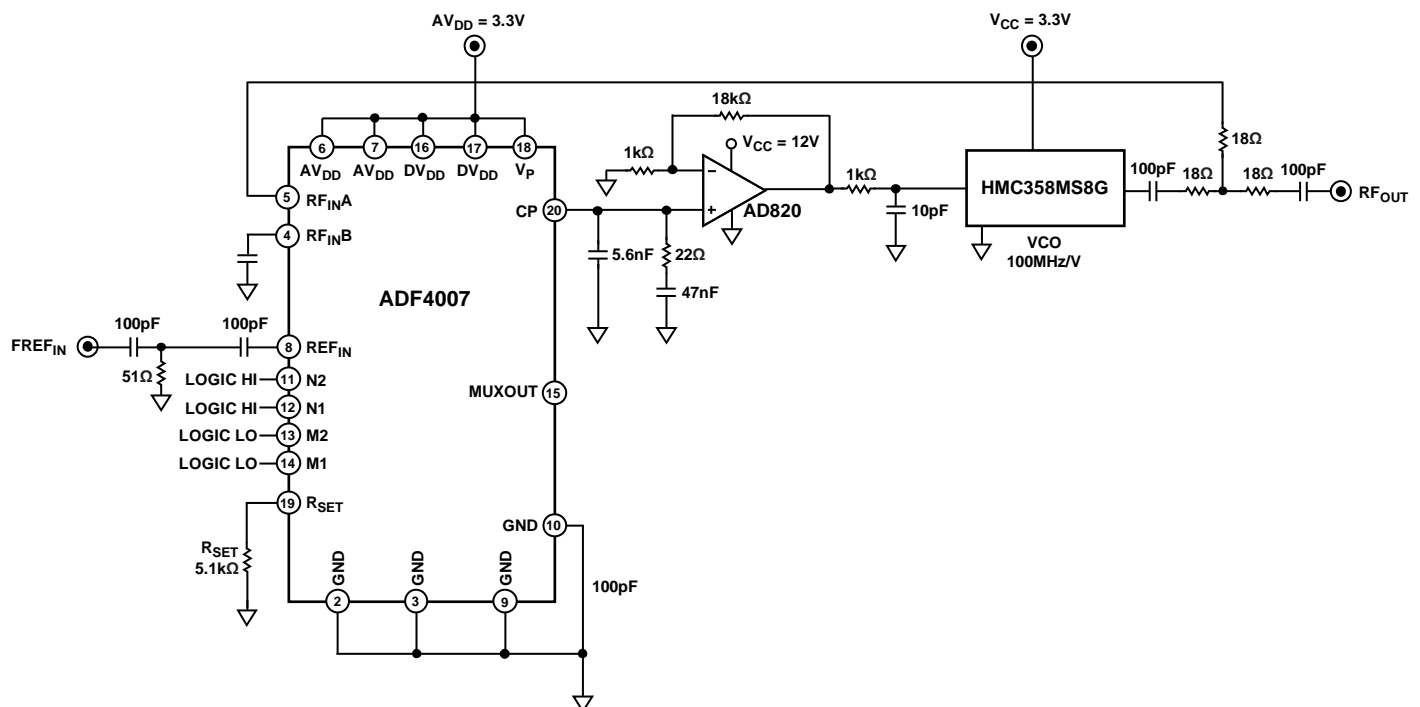 AVDD = 3.3V
VCC = 3.3V
18kΩ
VCC = 12V
1kΩ
18Ω
6
7
16
17
18
AVDD
AVDD
DVDD
DVDD
VP
−
+
AD820
1kΩ
10pF
HMC358MS8G
VCO
100MHz/V
100pF
18Ω
18Ω
100pF
RFOUT
5
RFINA
4
RFINB
CP
20
5.6nF
22Ω
47nF
ADF4007
FREFIN
100pF
51Ω
100pF
8
REFIN
LOGIC HI
11
N2
LOGIC HI
12
N1
LOGIC LO
13
M2
LOGIC LO
14
M1
MUXOUT
15
19
RSET
RSET
5.1kΩ
GND
10
100pF
GND
GND
GND
2
3
9